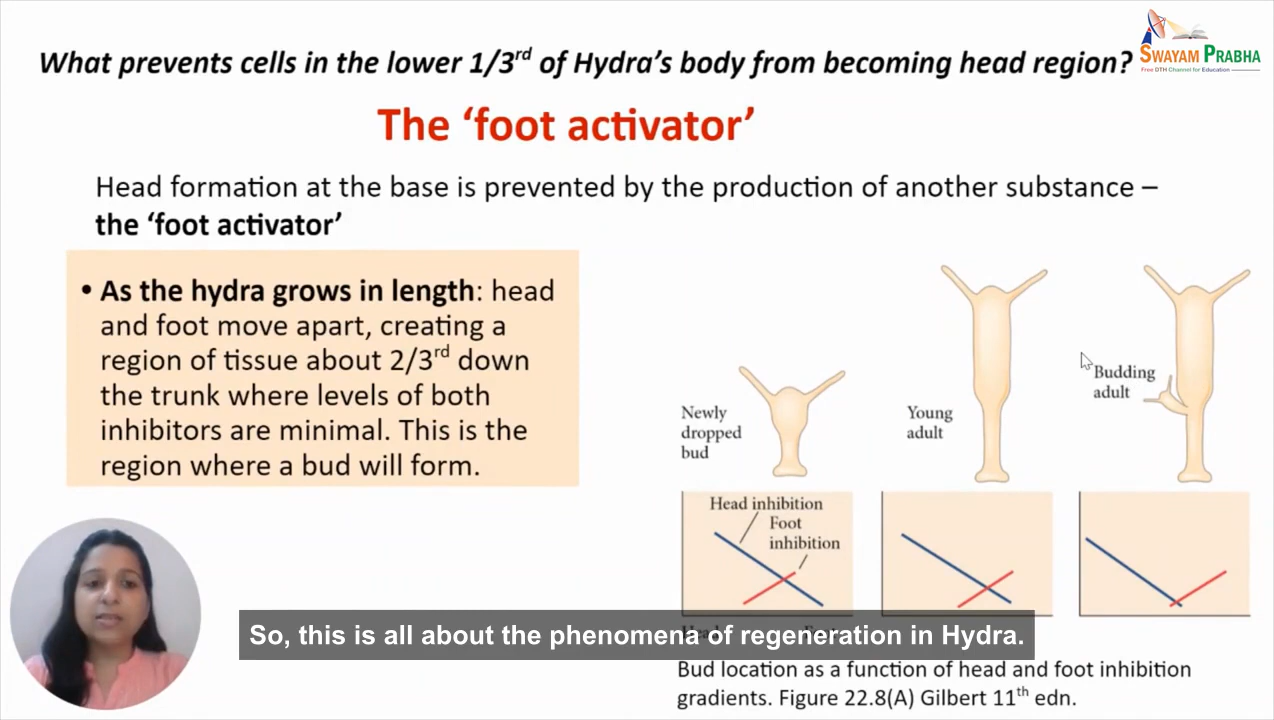 What prevents cells in the lower 1/3rd of Hydra's body from becoming head region?
SWAYAM PRABHA
Free DTH Channel for Education
The 'foot activator'
Head formation at the base is prevented by the production of another substance –
the 'foot activator'
• As the hydra grows in length: head
and foot move apart, creating a
region of tissue about 2/3rd down
the trunk where levels of both
inhibitors are minimal. This is the
region where a bud will form.
Newly
dropped
bud
Young
adult
Budding
adult
Head inhibition
Foot
inhibition
So, this is all about the phenomena of regeneration in Hydra.
Bud location as a function of head and foot inhibition
gradients. Figure 22.8(A) Gilbert 11th edn.